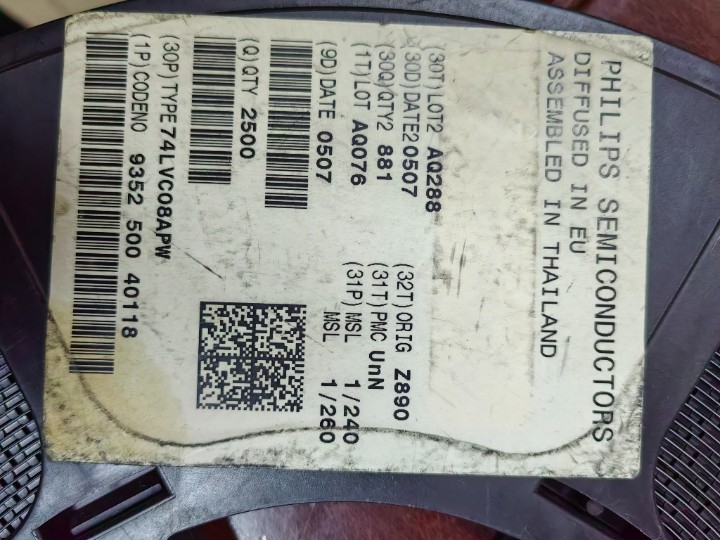 PHILIPS SEMICONDUCTORS
DIFFUSED IN EU
ASSEMBLED IN THAILAND
(30T)LOT2 AQ288
(30D)DATE2 0507
(30Q)QTY2 881
(1T)LOT AQ076
(9D)DATE 0507
(Q)QTY 2500
(32T)ORIG Z890
(31T)PMC UnN
(31P)MSL 1/240
MSL 1/260
(30P)TYPE 74LVC08APW
(1P)CODENO 9352 500 40118